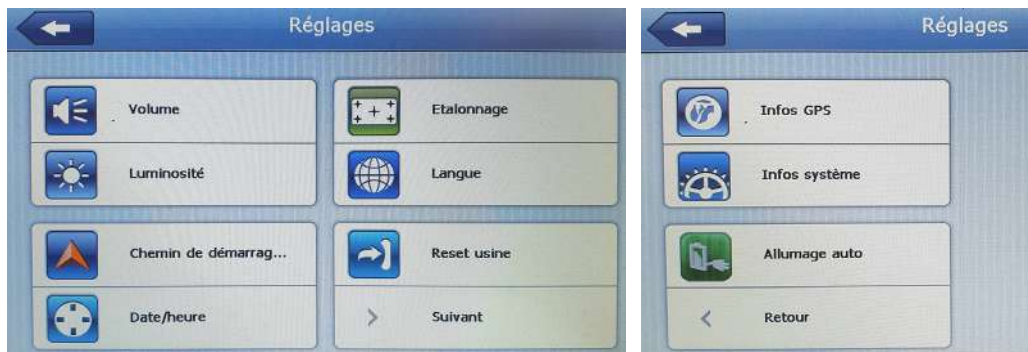 Réglages
Volume
Luminosité
Etalonnage
Langue
Chemin de démarrag...
Date/heure
Reset usine
Suivant
Réglages
Infos GPS
Infos système
Allumage auto
Retour